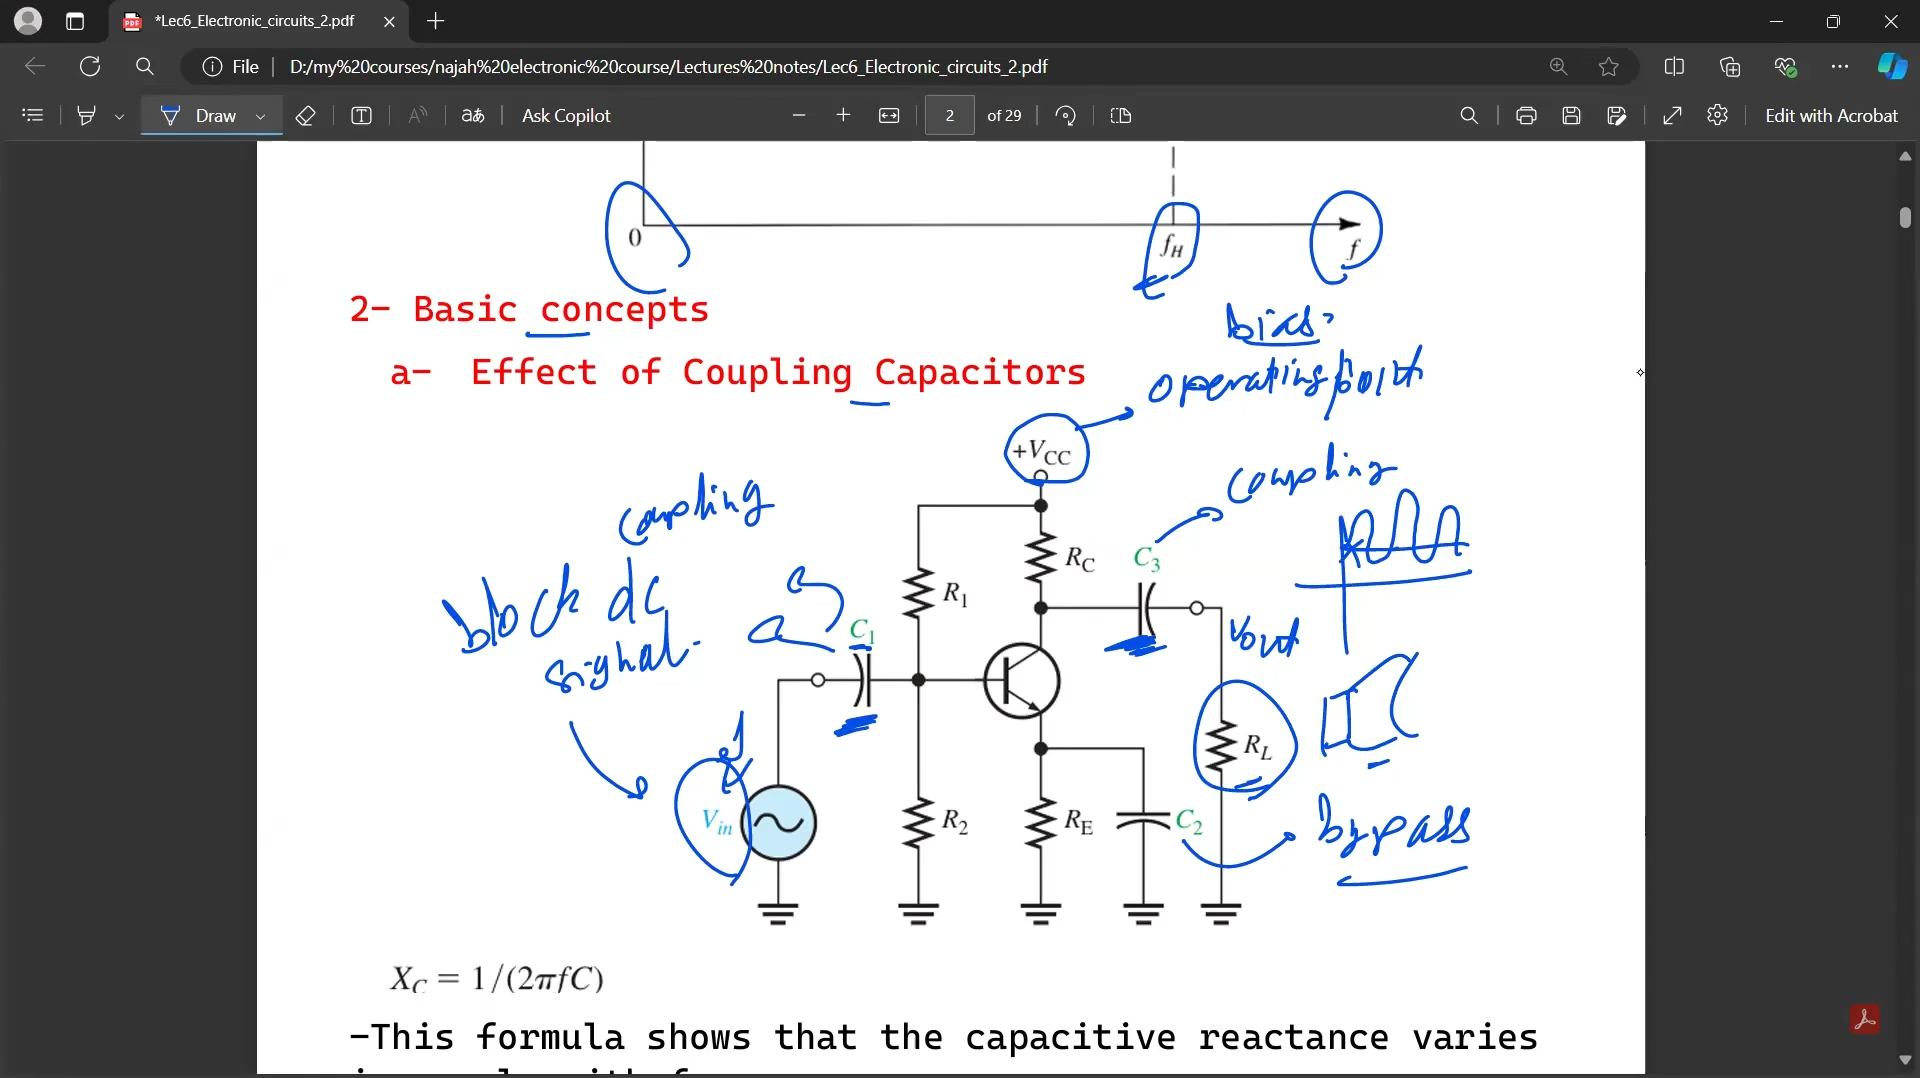 *Lec6_Electronic_circuits_2.pdf
File
D:/my%20courses/najah%20electronic%20course/Lectures%20notes/Lec6_Electronic_circuits_2.pdf
Draw
aあ
Ask Copilot
2 of 29
Edit with Acrobat
0
fH
f
2- Basic concepts
bias:
a- Effect of Coupling Capacitors
operating point
+VCC
coupling
coupling
RC
C3
R1
block dc
signal
C1
Vout
RL
Vin
R2
RE
C2
bypass
XC = 1/(2πfC)
-This formula shows that the capacitive reactance varies